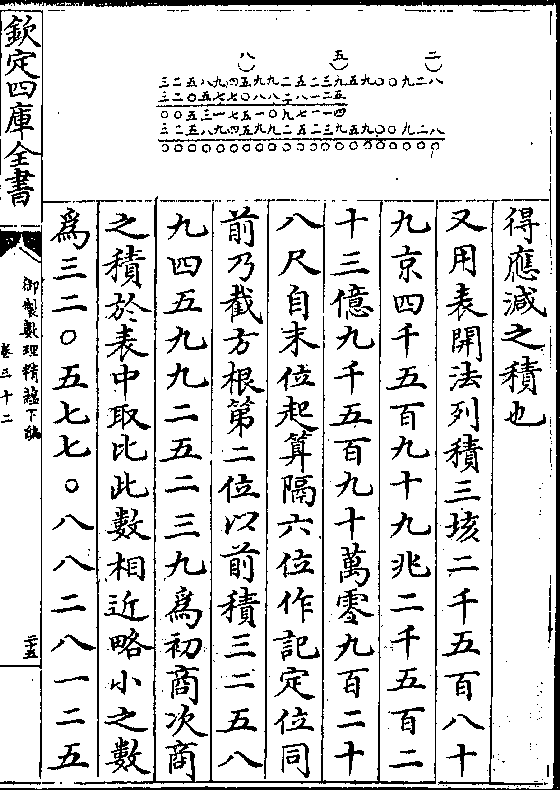 欽定四庫全書
御製數理精蘊下編
卷三十二
二十五
八 五 二
三二五八九四五九九二五二三九五九〇〇九二八
三二〇五七七〇八八二八一二五
〇〇五三一七五一〇九七一一四
三二五八九四五九九二五二三九五九〇〇九二八
〇〇〇〇〇〇〇〇〇〇〇〇〇〇〇〇〇〇〇〇〇
得應減之積也
又用表開法列積三垓二千五百八十
九京四千五百九十九兆二千五百二
十三億九千五百九十萬零九百二十
八尺自末位起算隔六位作記定位同
前乃截方根第二位以前積三二五八
九四五九九二五二三九爲初商次商
之積於表中取比此數相近略小之數
爲三二〇五七七〇八八二八一二五